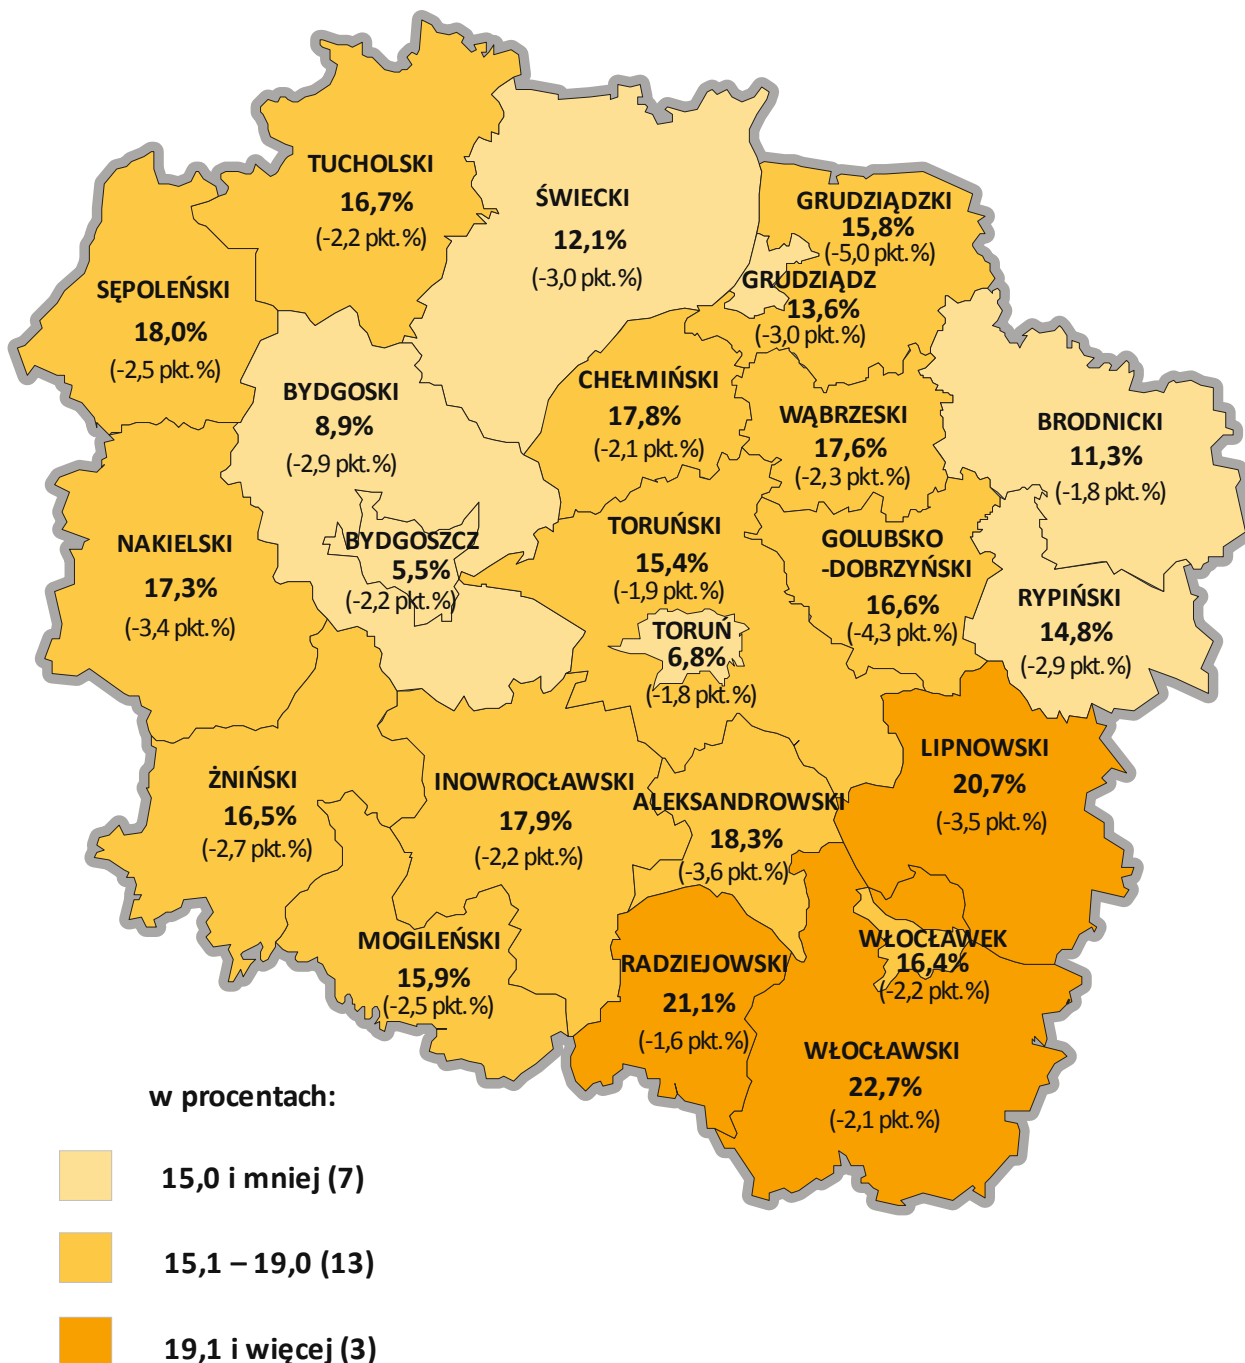 TUCHOLSKI
16,7%
(-2,2 pkt.%)
ŚWIECKI
12,1%
(-3,0 pkt.%)
GRUDZIĄDZKI
15,8%
(-5,0 pkt.%)
GRUDZIĄDZ
13,6%
(-3,0 pkt.%)
SĘPOLEŃSKI
18,0%
(-2,5 pkt.%)
BYDGOSKI
8,9%
(-2,9 pkt.%)
CHEŁMIŃSKI
17,8%
(-2,1 pkt.%)
WĄBRZESKI
17,6%
(-2,3 pkt.%)
BRODNICKI
11,3%
(-1,8 pkt.%)
NAKIELSKI
17,3%
(-3,4 pkt.%)
BYDGOSZCZ
5,5%
(-2,2 pkt.%)
TORUŃSKI
15,4%
(-1,9 pkt.%)
GOLUBSKO
-DOBRZYŃSKI
16,6%
(-4,3 pkt.%)
RYPIŃSKI
14,8%
(-2,9 pkt.%)
TORUŃ
6,8%
(-1,8 pkt.%)
ŻNIŃSKI
16,5%
(-2,7 pkt.%)
INOWROCŁAWSKI
17,9%
(-2,2 pkt.%)
ALEKSANDROWSKI
18,3%
(-3,6 pkt.%)
LIPNOWSKI
20,7%
(-3,5 pkt.%)
MOGILEŃSKI
15,9%
(-2,5 pkt.%)
RADZIEJOWSKI
21,1%
(-1,6 pkt.%)
WŁOCŁAWEK
16,4%
(-2,2 pkt.%)
WŁOCŁAWSKI
22,7%
(-2,1 pkt.%)
w procentach:
15,0 i mniej (7)
15,1 – 19,0 (13)
19,1 i więcej (3)